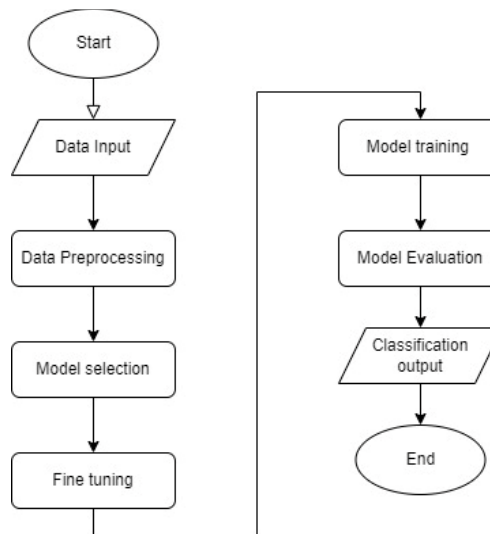 Start
Data Input
Data Preprocessing
Model selection
Fine tuning
Model training
Model Evaluation
Classification
output
End